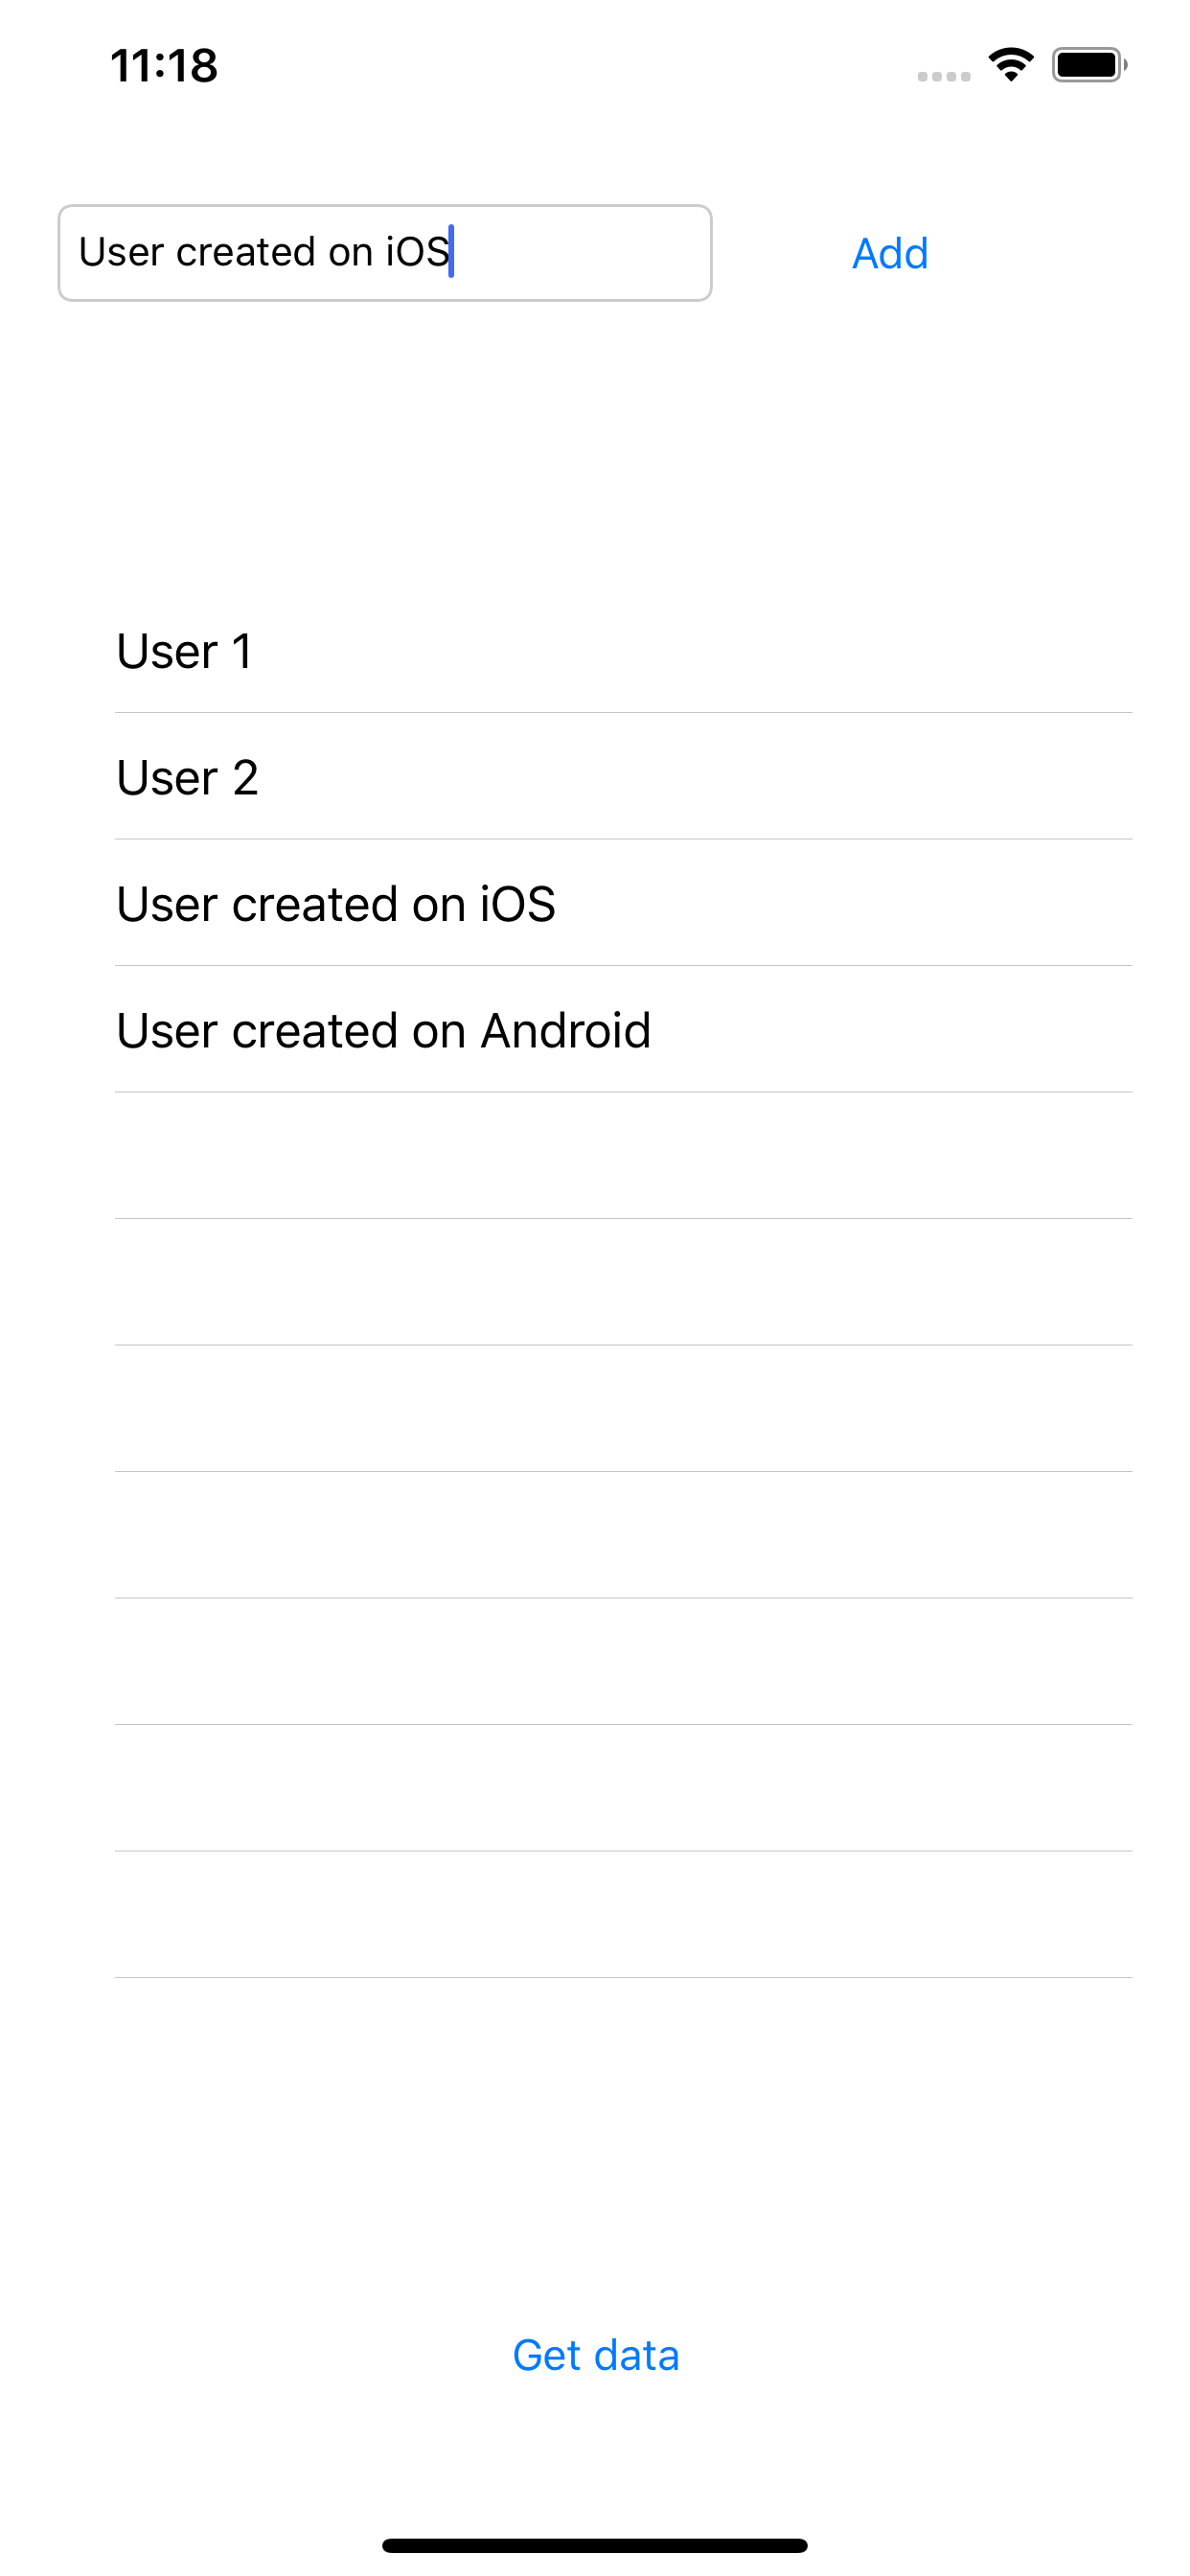 11:18
User created on iOS
Add
User 1
User 2
User created on iOS
User created on Android
Get data